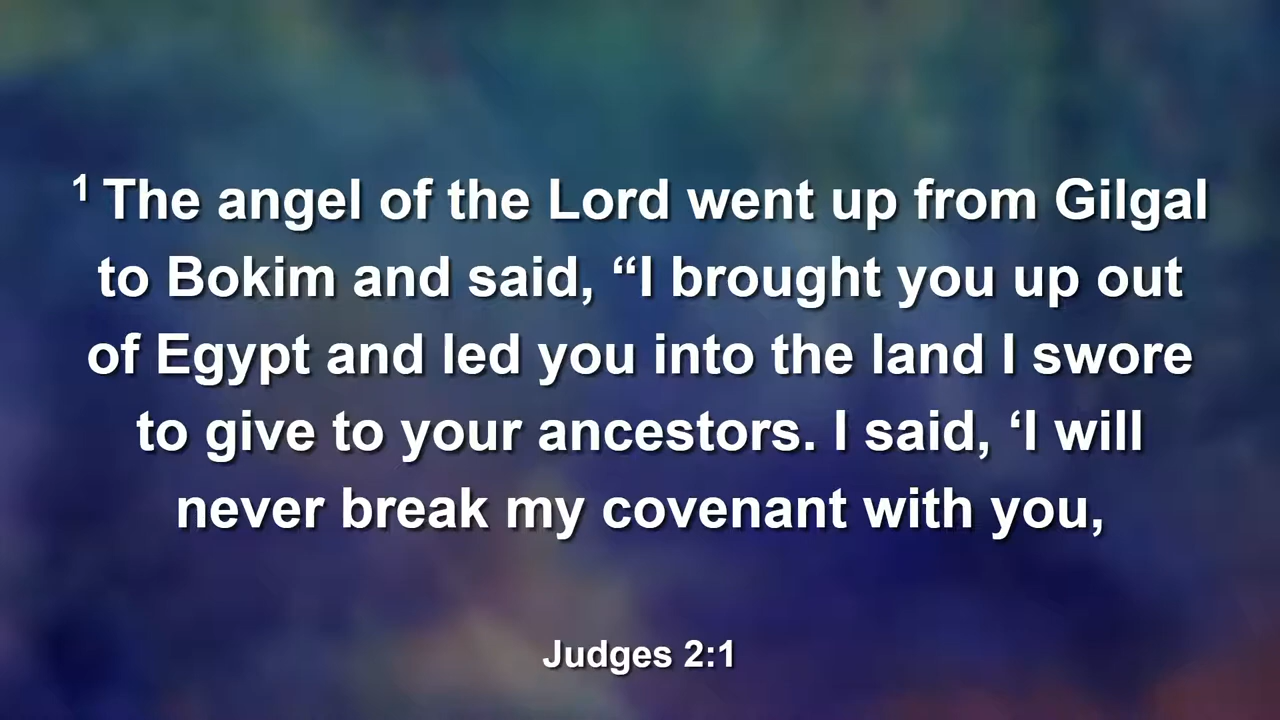 1 The angel of the Lord went up from Gilgal
to Bokim and said, “I brought you up out
of Egypt and led you into the land I swore
to give to your ancestors. I said, ‘I will
never break my covenant with you,
Judges 2:1